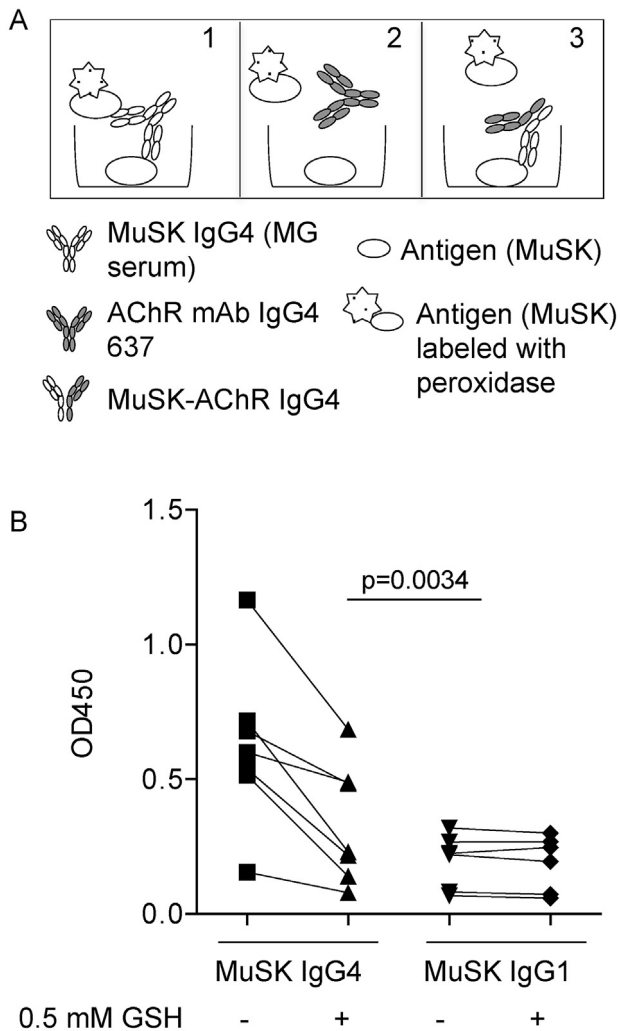 A
1 2 3
MuSK IgG4 (MG
serum)
AChR mAb IgG4
637
MuSK-AChR IgG4
Antigen (MuSK)
Antigen (MuSK)
labeled with
peroxidase
B
1.5
1.0
0.5
0.0
OD450
p=0.0034
MuSK IgG4 MuSK IgG1
0.5 mM GSH - + - +